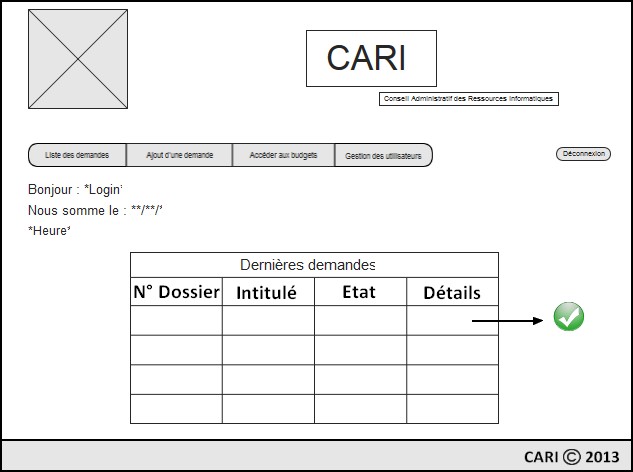 CARI
Conseil Administratif des Ressources Informatiques
Liste des demandes
Ajout d'une demande
Accéder aux budgets
Gestion des utilisateurs
Déconnexion
Bonjour : *Login*
Nous somme le : **/**/*
*Heure*
Dernières demandes
N° Dossier Intitulé Etat Détails
CARI © 2013